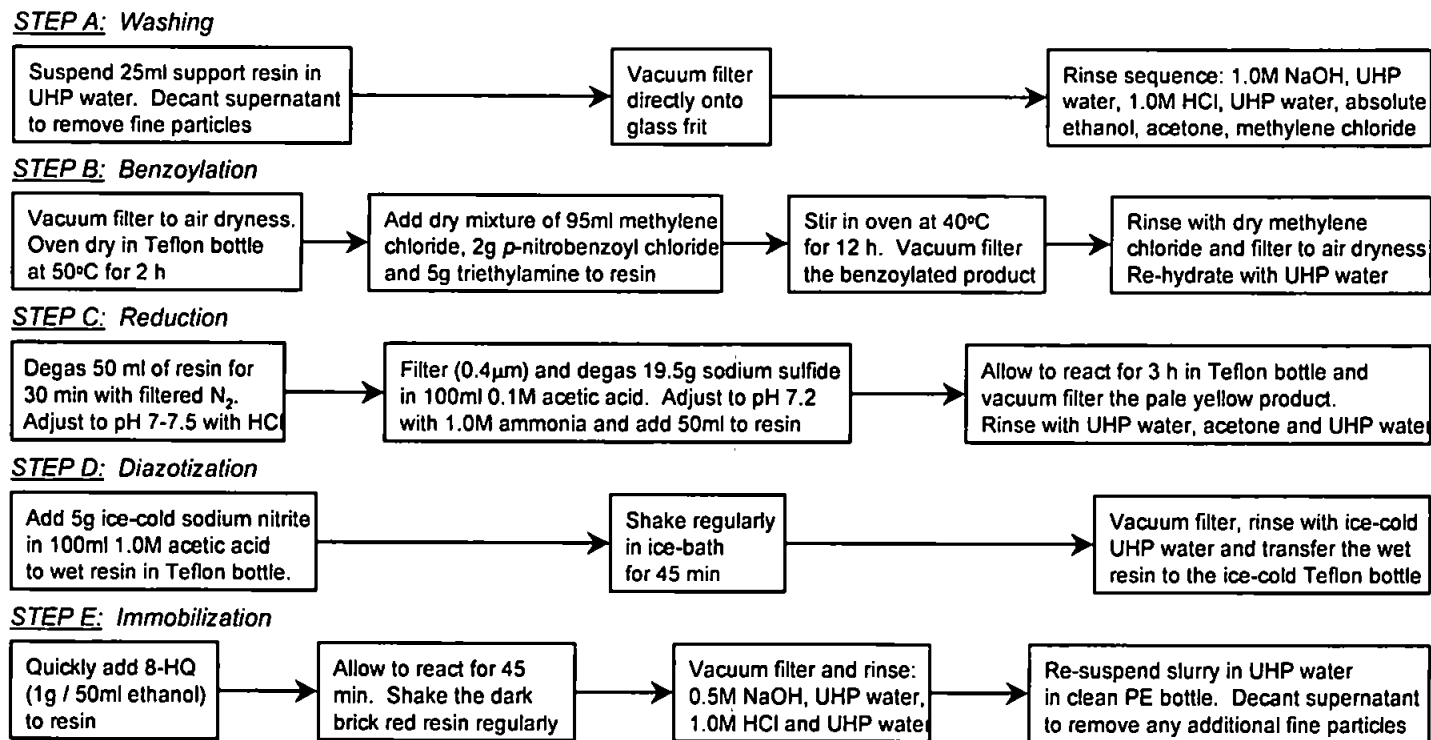 STEP A: Washing
Suspend 25ml support resin in
UHP water. Decant supernatant
to remove fine particles
Vacuum filter
directly onto
glass frit
Rinse sequence: 1.0M NaOH, UHP
water, 1.0M HCl, UHP water, absolute
ethanol, acetone, methylene chloride
STEP B: Benzoylation
Vacuum filter to air dryness.
Oven dry in Teflon bottle
at 50ºC for 2 h
Add dry mixture of 95ml methylene
chloride, 2g p-nitrobenzoyl chloride
and 5g triethylamine to resin
Stir in oven at 40ºC
for 12 h. Vacuum filter
the benzoylated product
Rinse with dry methylene
chloride and filter to air dryness
Re-hydrate with UHP water
STEP C: Reduction
Degas 50 ml of resin for
30 min with filtered N₂.
Adjust to pH 7-7.5 with HCl
Filter (0.4µm) and degas 19.5g sodium sulfide
in 100ml 0.1M acetic acid. Adjust to pH 7.2
with 1.0M ammonia and add 50ml to resin
Allow to react for 3 h in Teflon bottle and
vacuum filter the pale yellow product.
Rinse with UHP water, acetone and UHP water
STEP D: Diazotization
Add 5g ice-cold sodium nitrite
in 100ml 1.0M acetic acid
to wet resin in Teflon bottle.
Shake regularly
in ice-bath
for 45 min
Vacuum filter, rinse with ice-cold
UHP water and transfer the wet
resin to the ice-cold Teflon bottle
STEP E: Immobilization
Quickly add 8-HQ
(1g / 50ml ethanol)
to resin
Allow to react for 45
min. Shake the dark
brick red resin regularly
Vacuum filter and rinse:
0.5M NaOH, UHP water,
1.0M HCl and UHP water
Re-suspend slurry in UHP water
in clean PE bottle. Decant supernatant
to remove any additional fine particles